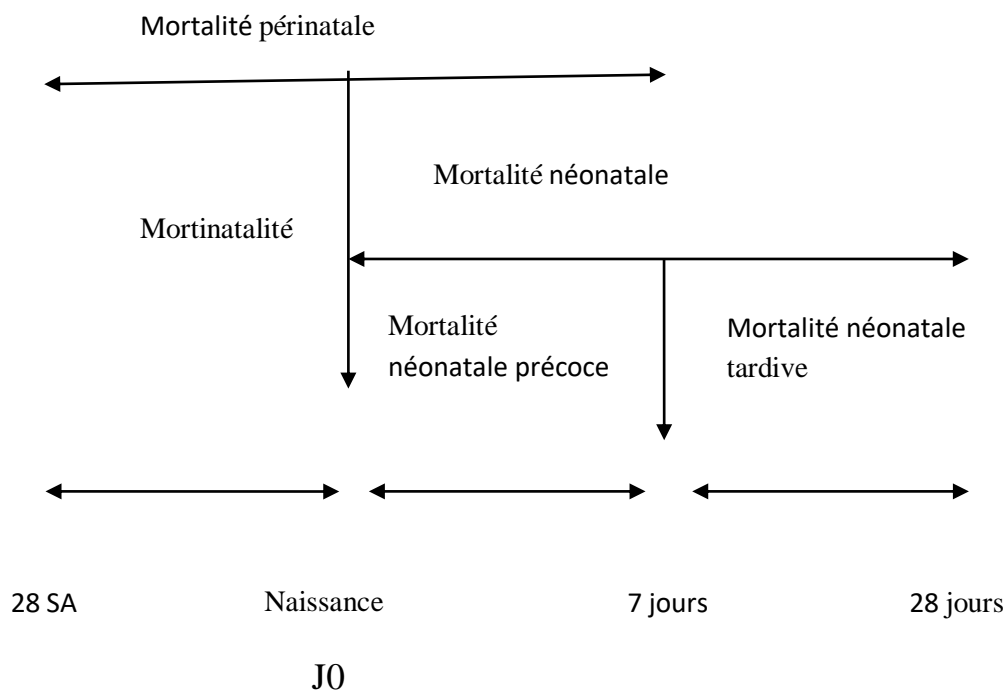 Mortalité périnatale
Mortalité néonatale
Mortinatalité
Mortalité
néonatale précoce
Mortalité néonatale
tardive
28 SA
Naissance
7 jours
28 jours
J0